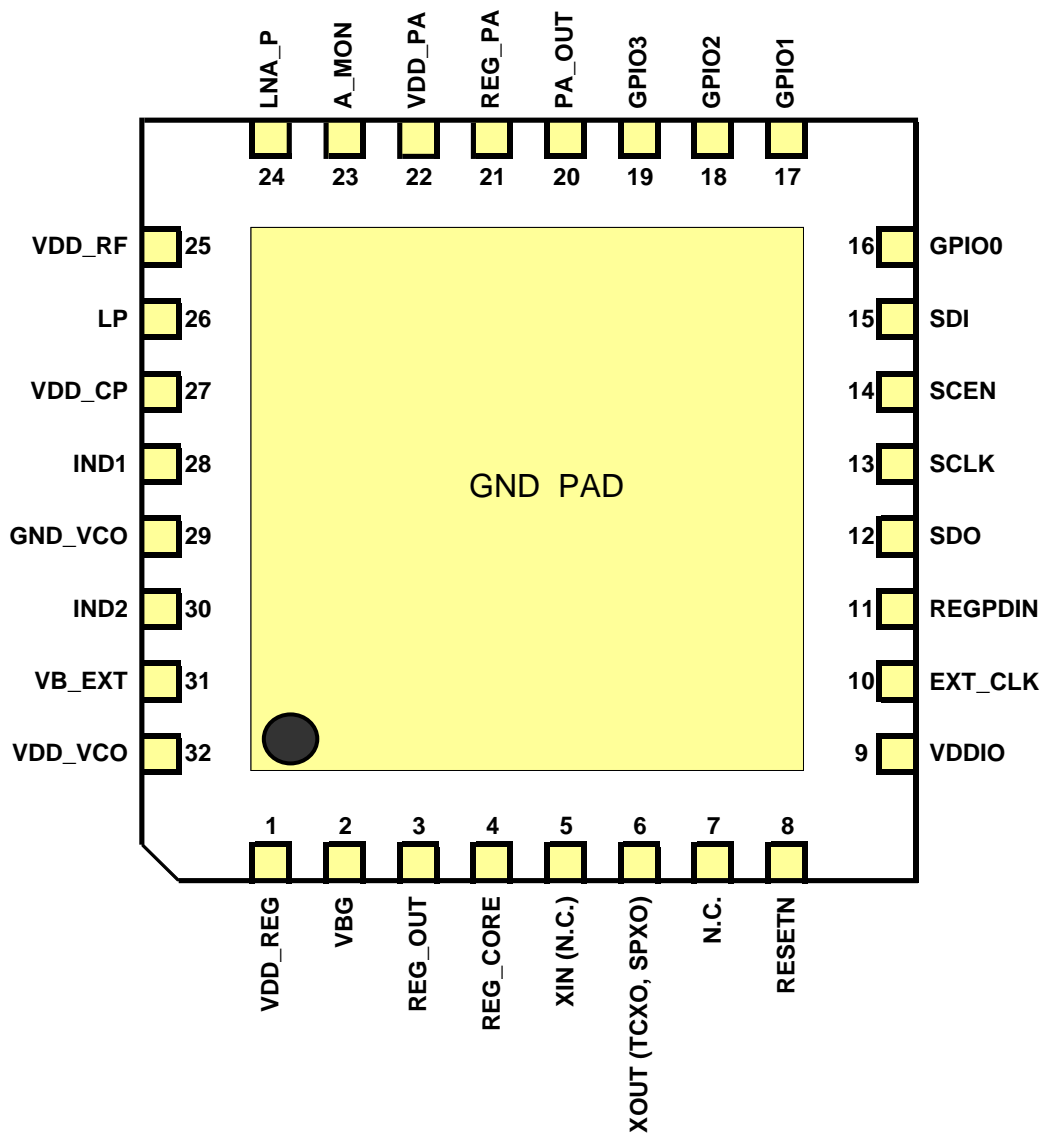 LNA_P
A_MON
VDD_PA
REG_PA
PA_OUT
GPIO3
GPIO2
GPIO1
24
23
22
21
20
19
18
17
VDD_RF 25
16 GPIO0
LP 26
15 SDI
VDD_CP 27
14 SCEN
IND1 28
13 SCLK
GND PAD
GND_VCO 29
12 SDO
IND2 30
11 REGPDIN
VB_EXT 31
10 EXT_CLK
VDD_VCO 32
9 VDDIO
1
2
3
4
5
6
7
8
VDD_REG
VBG
REG_OUT
REG_CORE
XIN (N.C.)
XOUT (TCXO, SPXO)
N.C.
RESETN